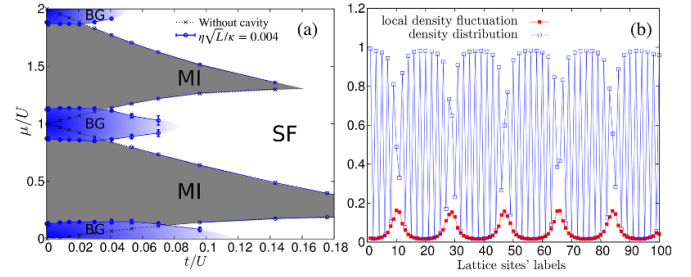 2
1.5
1
0.5
0
μ/U
BG
Without cavity
η√L/κ = 0.004
(a)
MI
BG
SF
MI
BG
0 0.02 0.04 0.06 0.08 0.1 0.12 0.14 0.16 0.18
t/U
1.2
1
0.8
0.6
0.4
0.2
0
local density fluctuation
density distribution
(b)
0 10 20 30 40 50 60 70 80 90 100
Lattice sites' labels